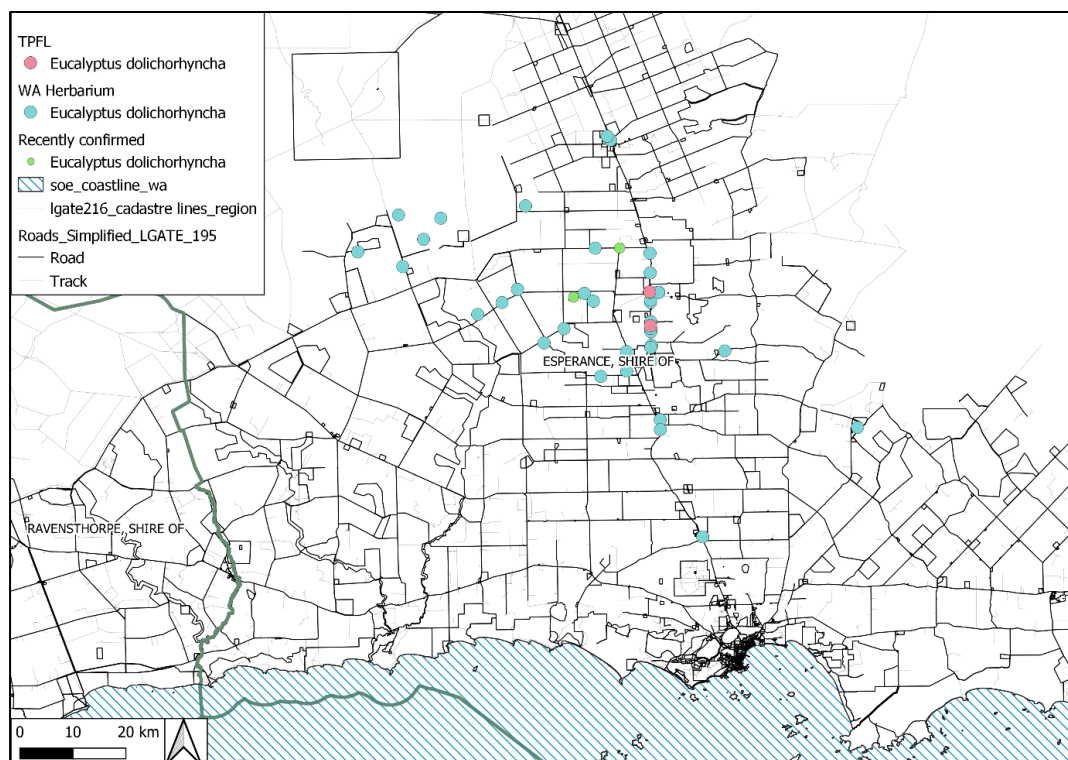 TPFL
Eucalyptus dolichorhyncha
WA Herbarium
Eucalyptus dolichorhyncha
Recently confirmed
Eucalyptus dolichorhyncha
soe_coastline_wa
lgate216_cadastre lines_region
Roads_Simplified_LGATE_195
Road
Track
ESPERANCE, SHIRE OF
RAVENSTHORPE, SHIRE OF
0 10 20 km